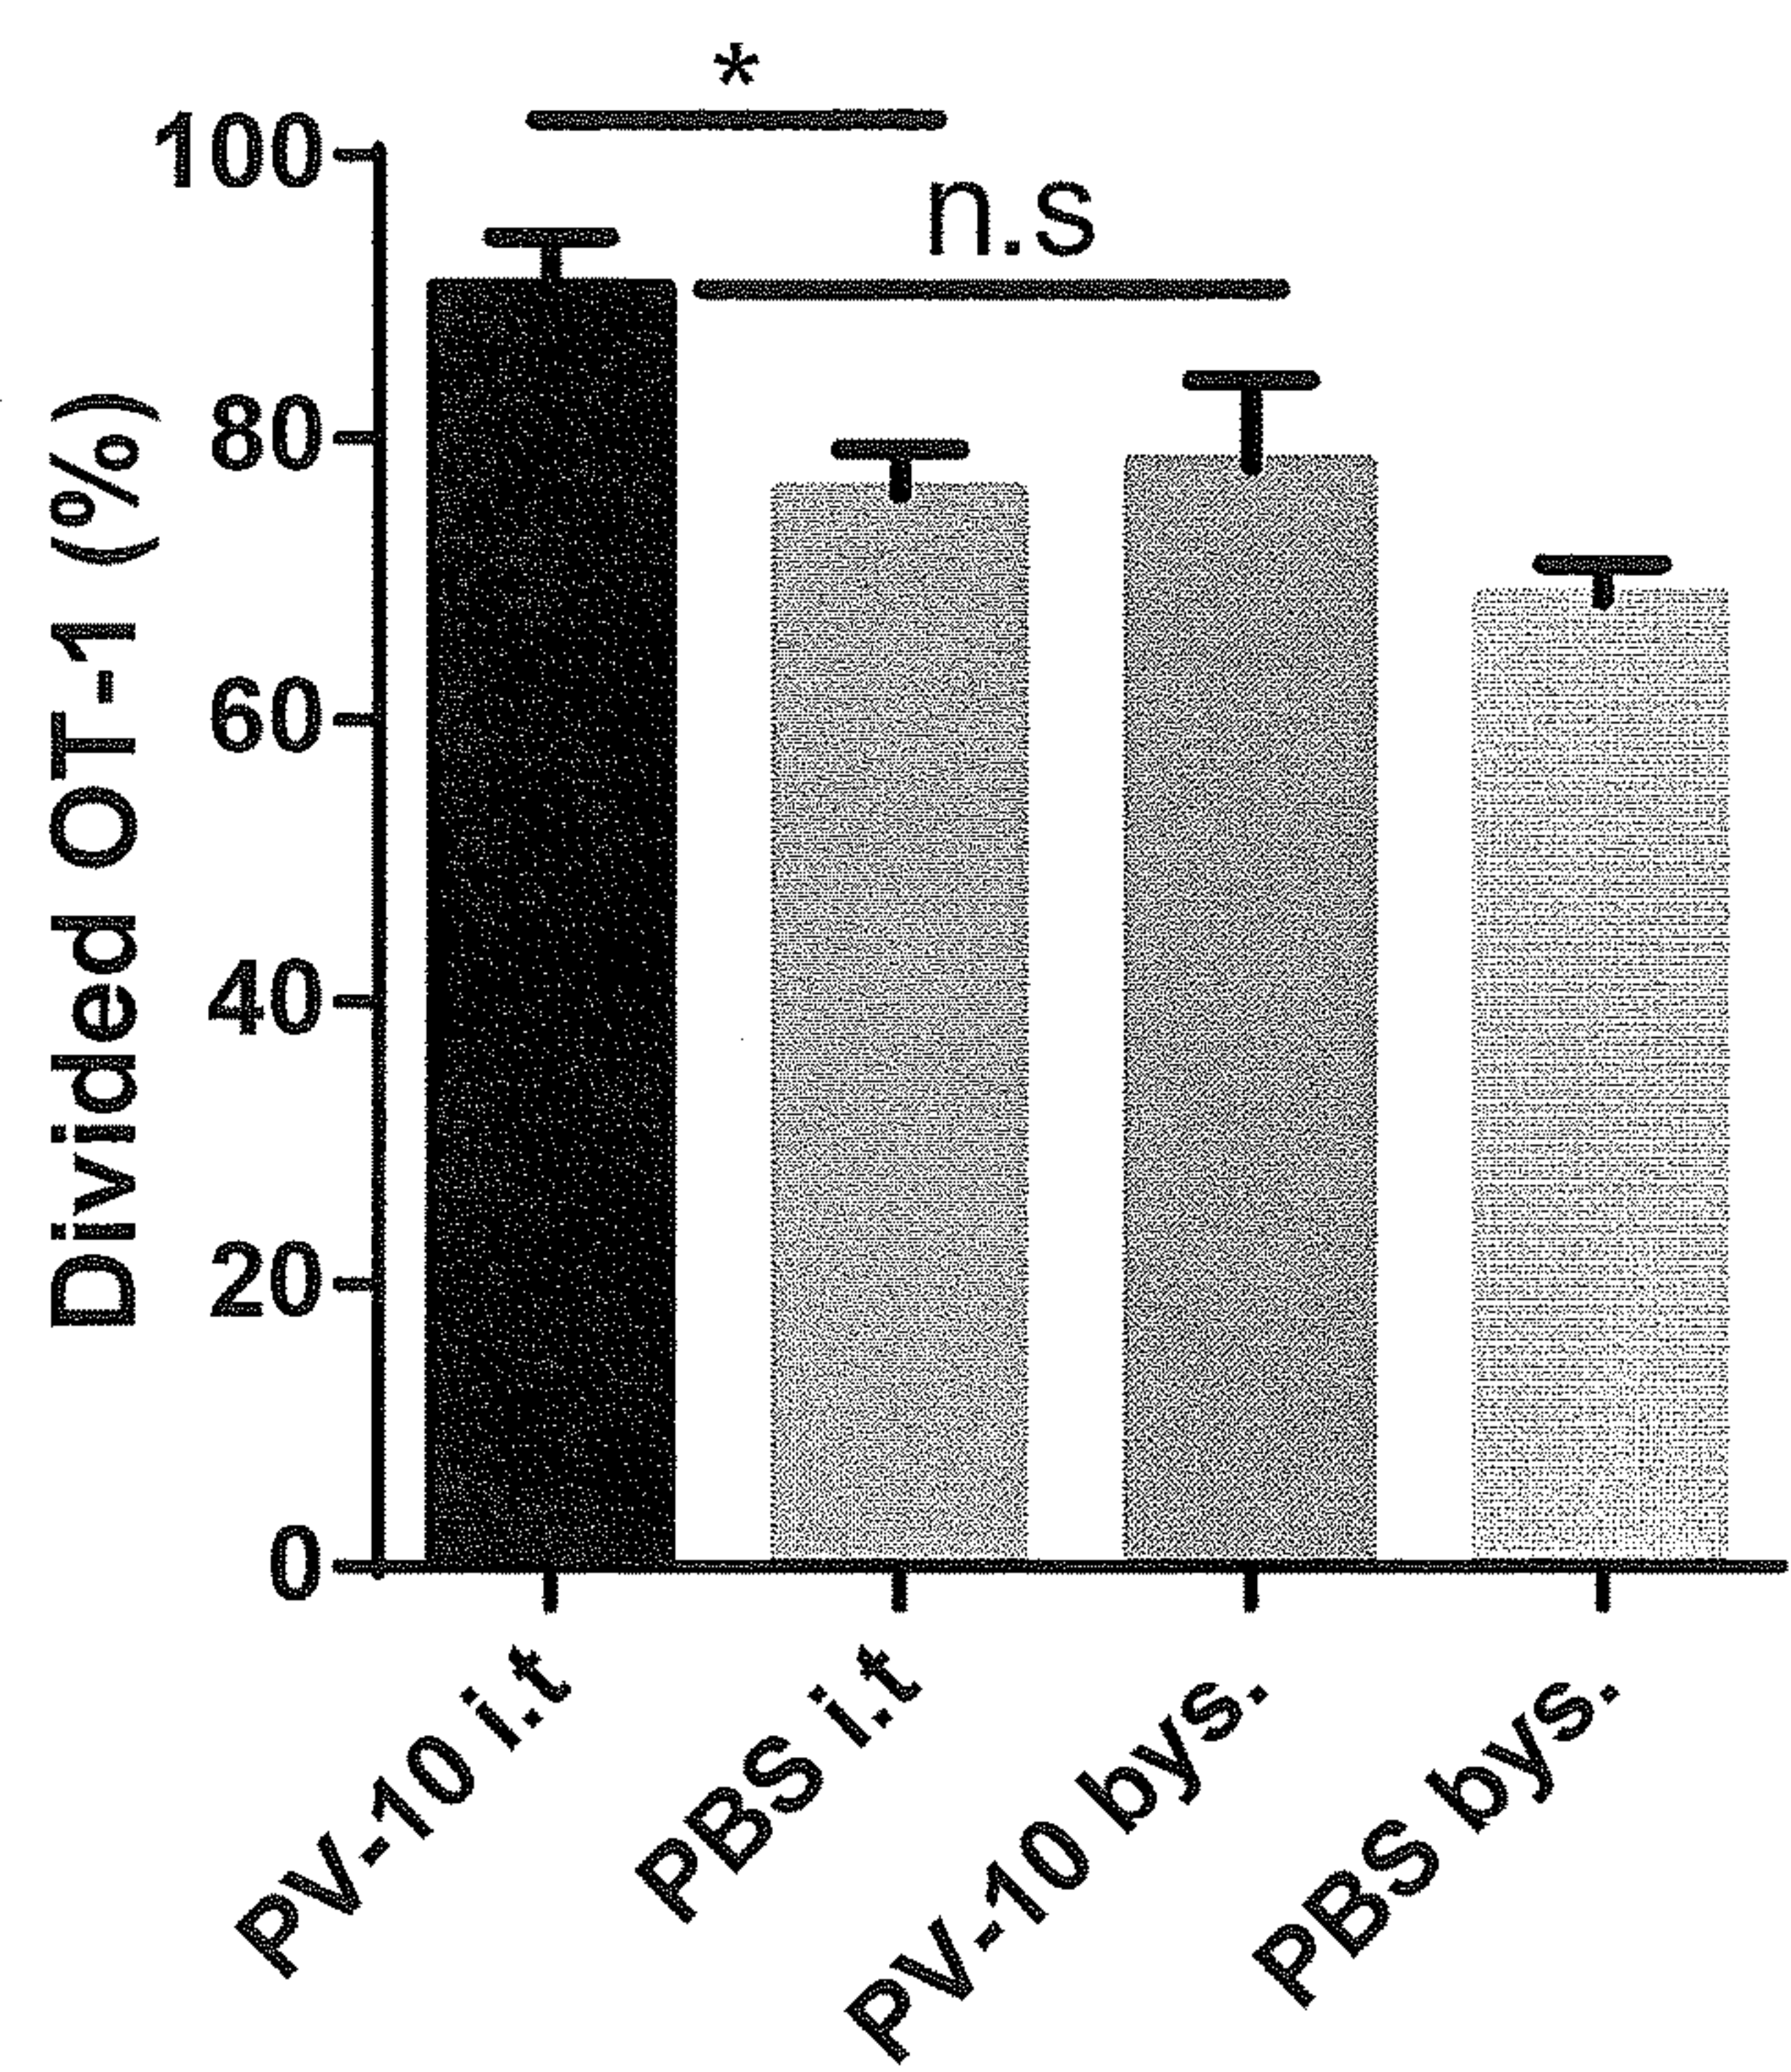 *
n.s
Divided OT-1 (%)
100
80
60
40
20
0
PV-10 i.t
PBS i.t
PV-10 bys.
PBS bys.